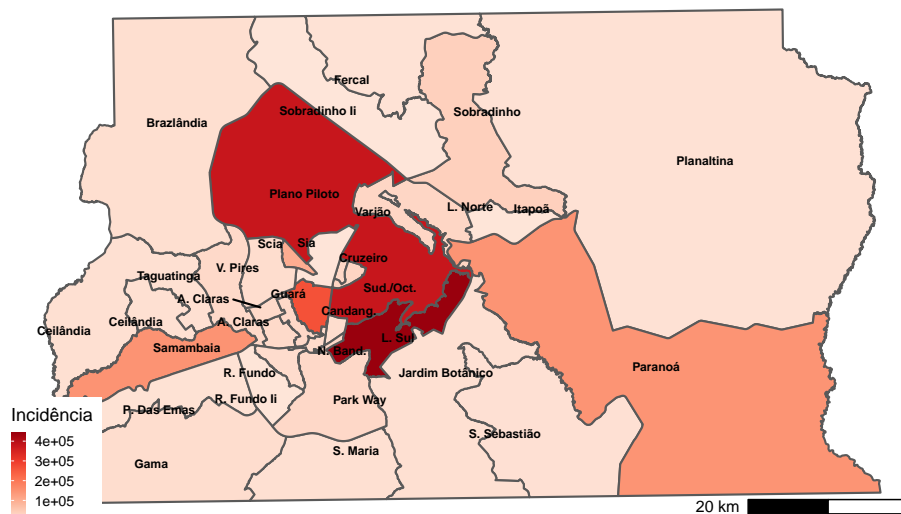 Fercal
Sobradinho Ii
Sobradinho
Brazlândia
Planaltina
Plano Piloto
Varjão
L. Norte
Itapoã
Scia
Sia
Cruzeiro
V. Pires
Taguatinga
Guará
Sud./Oct.
A. Claras
Candang.
Ceilândia
Ceilândia
A. Claras
L. Sul
Samambaia
N. Band.
R. Fundo
Jardim Botânico
Paranoá
R. Fundo Ii
Park Way
P. Das Emas
S. Sebastião
S. Maria
Gama
Incidência
4e+05
3e+05
2e+05
1e+05
20 km